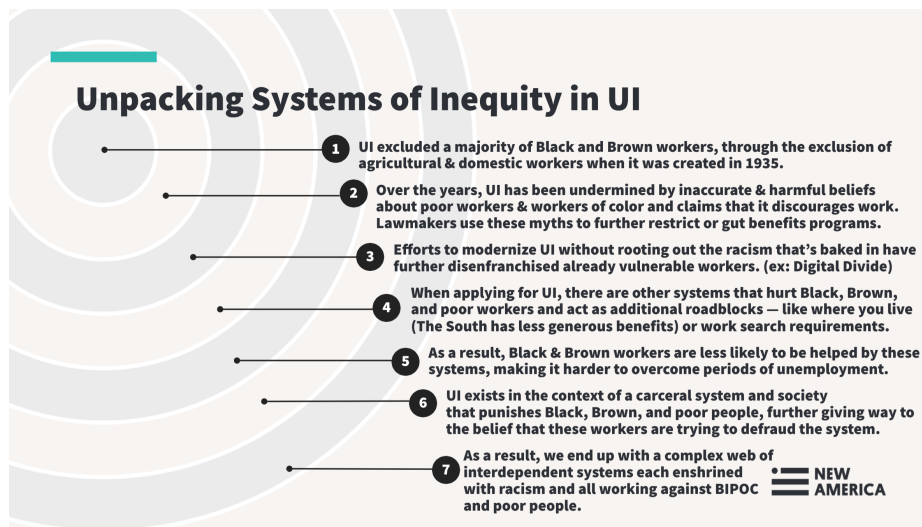 Unpacking Systems of Inequity in UI
1
UI excluded a majority of Black and Brown workers, through the exclusion of
agricultural & domestic workers when it was created in 1935.
2
Over the years, UI has been undermined by inaccurate & harmful beliefs
about poor workers & workers of color and claims that it discourages work.
Lawmakers use these myths to further restrict or gut benefits programs.
3
Efforts to modernize UI without rooting out the racism that's baked in have
further disenfranchised already vulnerable workers. (ex: Digital Divide)
4
When applying for UI, there are other systems that hurt Black, Brown,
and poor workers and act as additional roadblocks — like where you live
(The South has less generous benefits) or work search requirements.
5
As a result, Black & Brown workers are less likely to be helped by these
systems, making it harder to overcome periods of unemployment.
6
UI exists in the context of a carceral system and society
that punishes Black, Brown, and poor people, further giving way to
the belief that these workers are trying to defraud the system.
7
As a result, we end up with a complex web of
interdependent systems each enshrined
with racism and all working against BIPOC
and poor people.
NEW
AMERICA